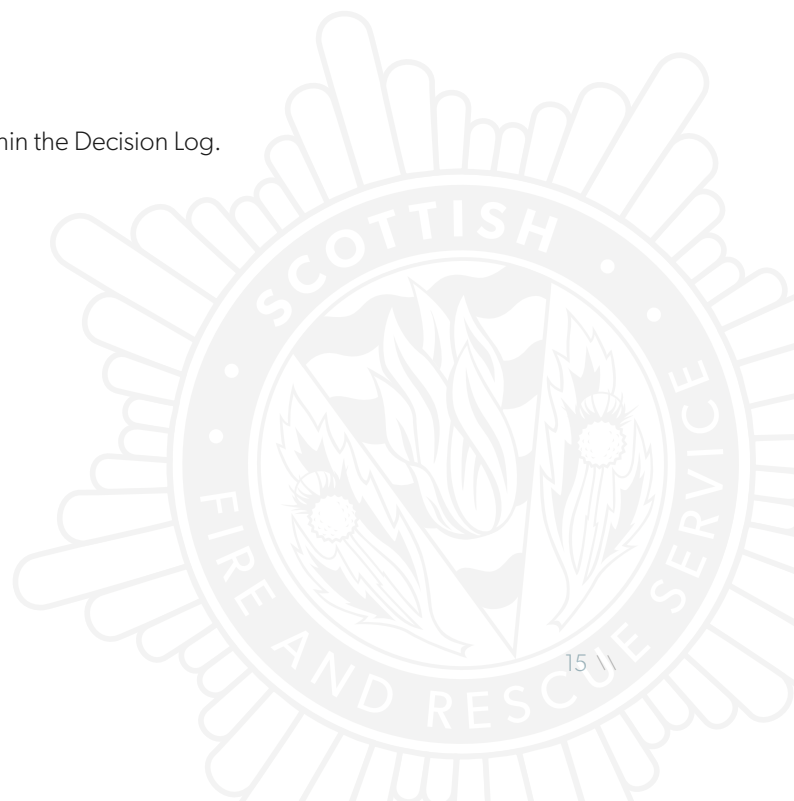 hin the Decision Log.
SCOTTISH
FIRE AND RESCUE SERVICE
15 \\